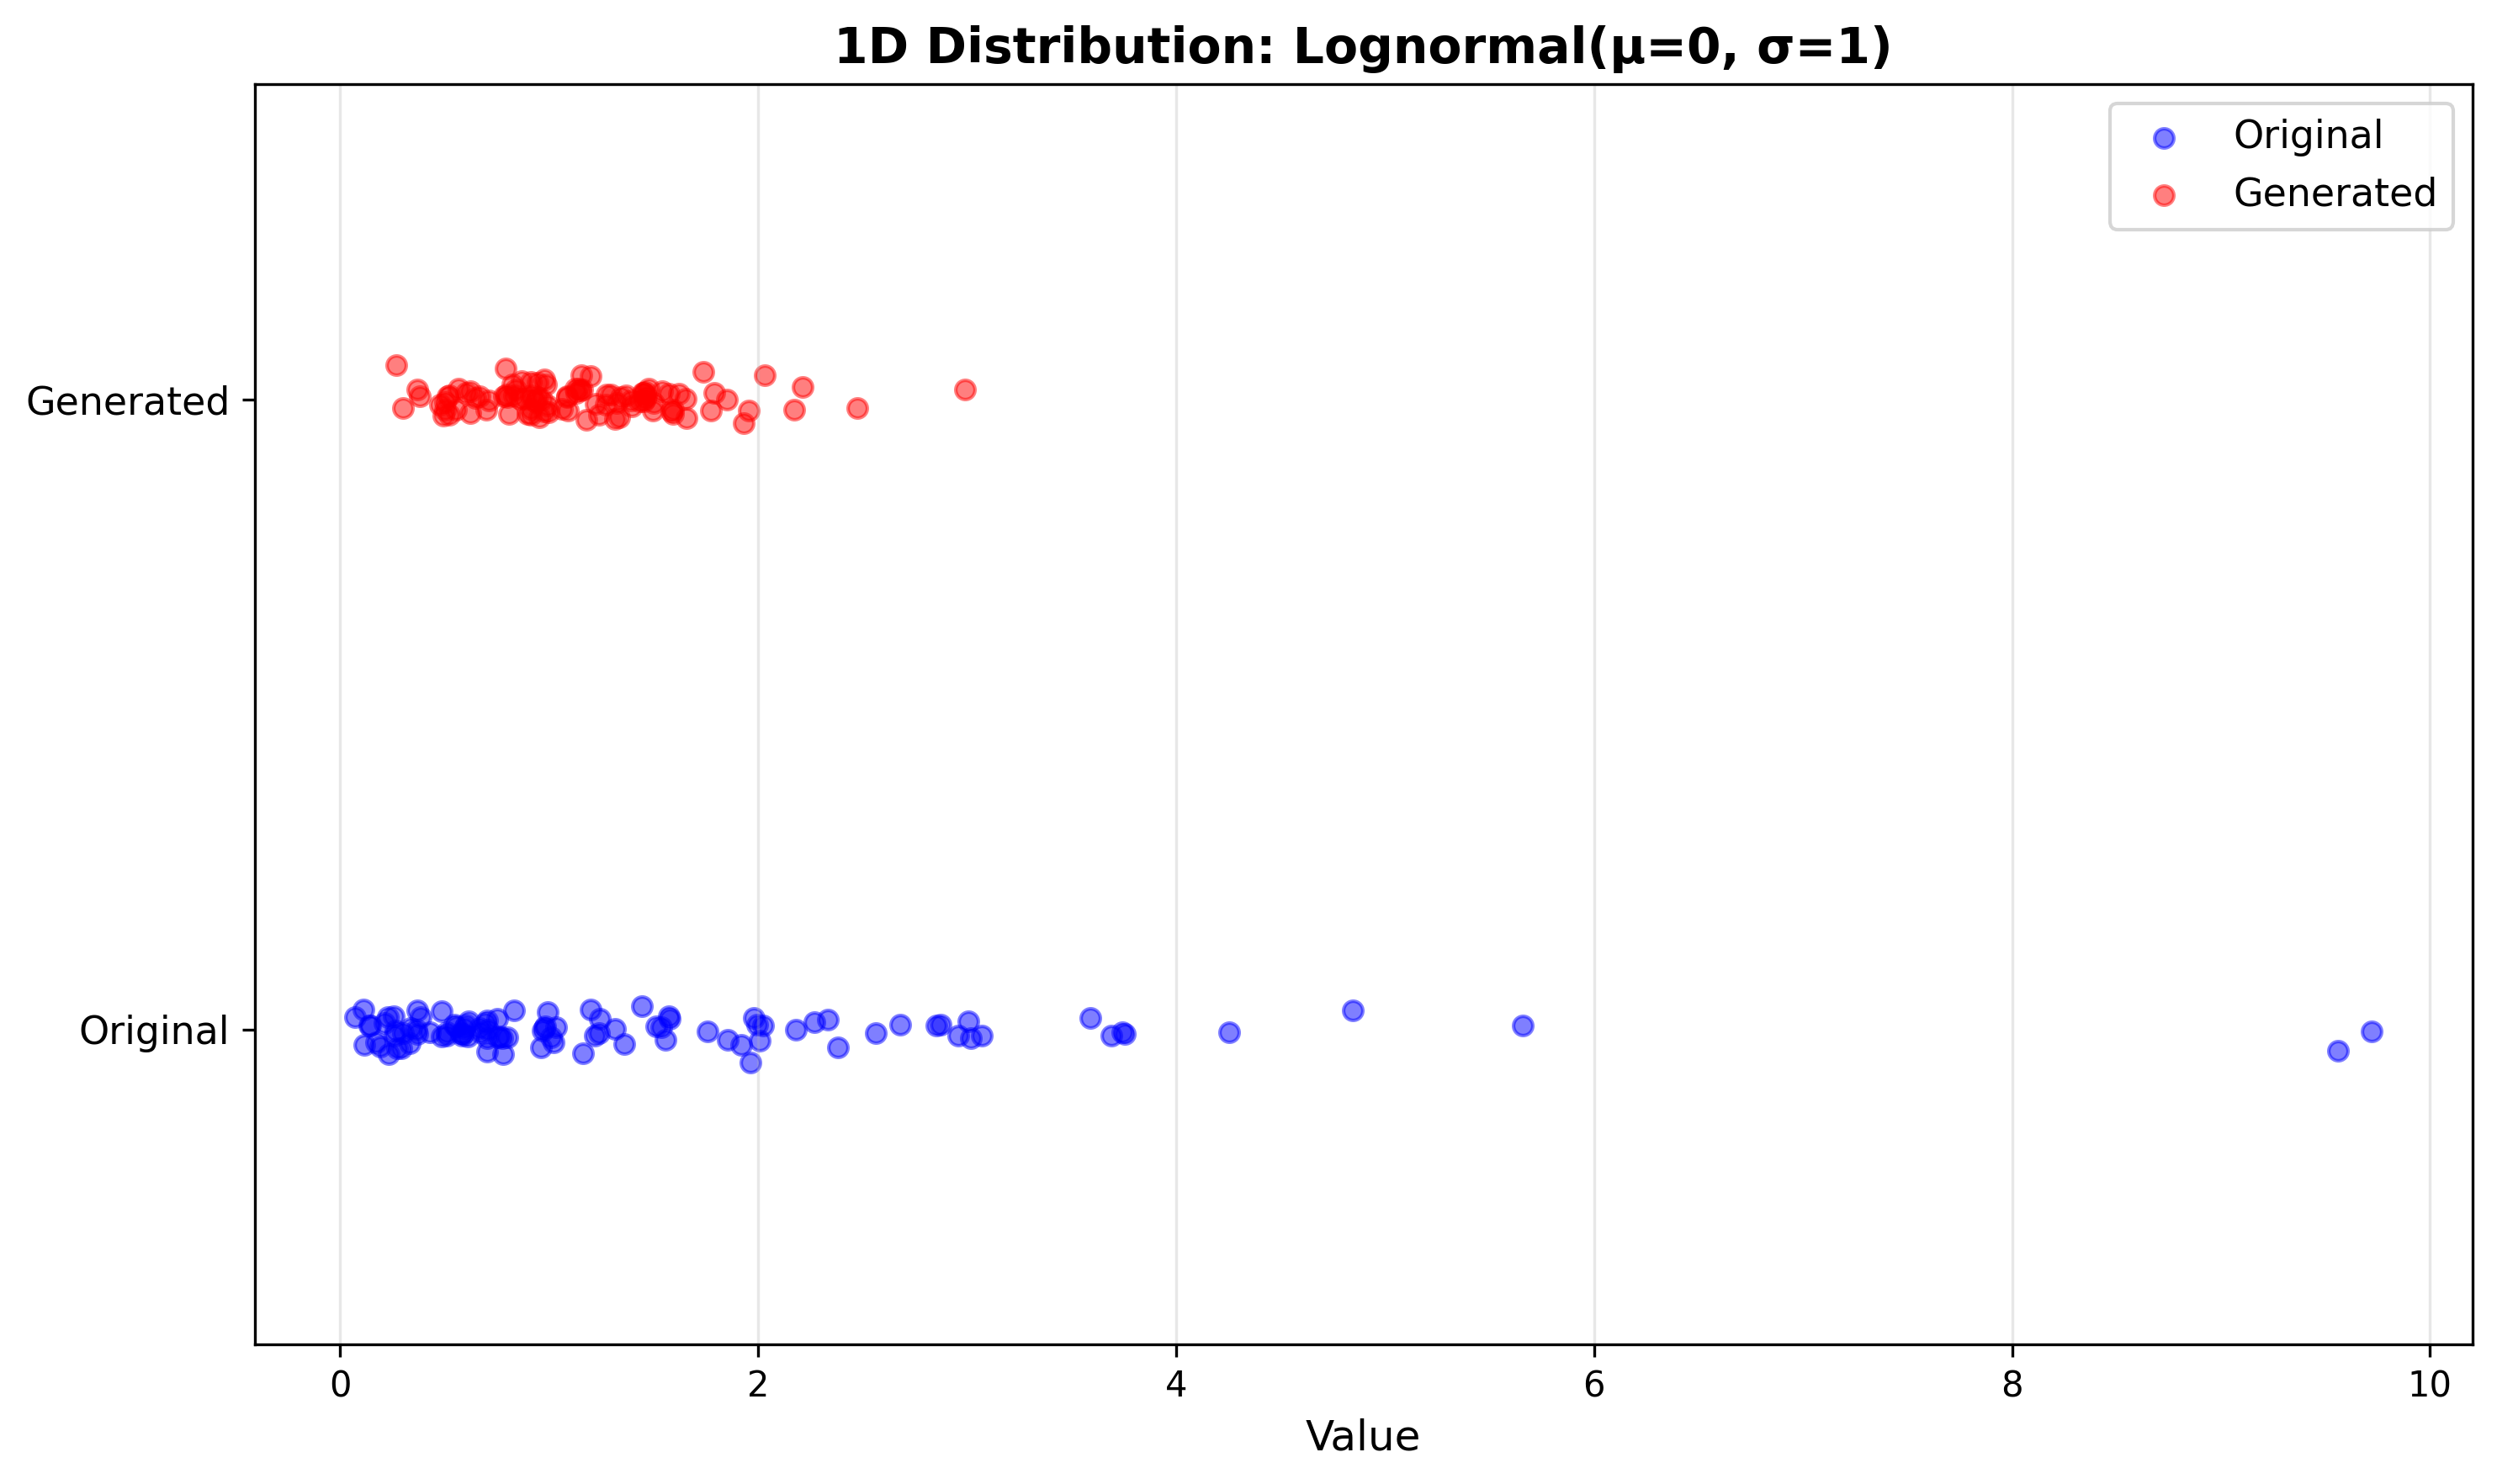 1D Distribution: Lognormal(μ=0, σ=1)
Original
Generated
Generated
Original
0 2 4 6 8 10
Value